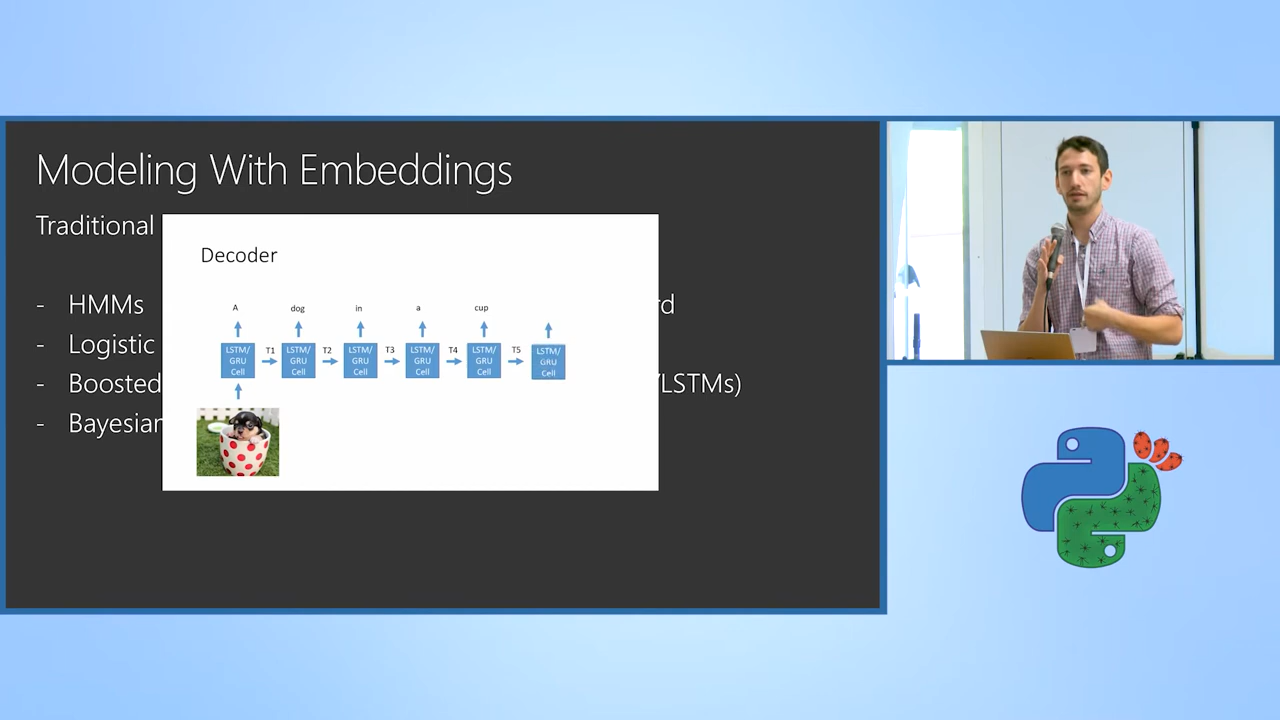 Modeling With Embeddings
Traditional
- HMMs
- Logistic
- Boosted
- Bayesian
rd
/LSTMs)
Decoder
A dog in a cup
T1 T2 T3 T4 T5
LSTM/ LSTM/ LSTM/ LSTM/ LSTM/ LSTM/
GRU GRU GRU GRU GRU GRU
Cell Cell Cell Cell Cell Cell